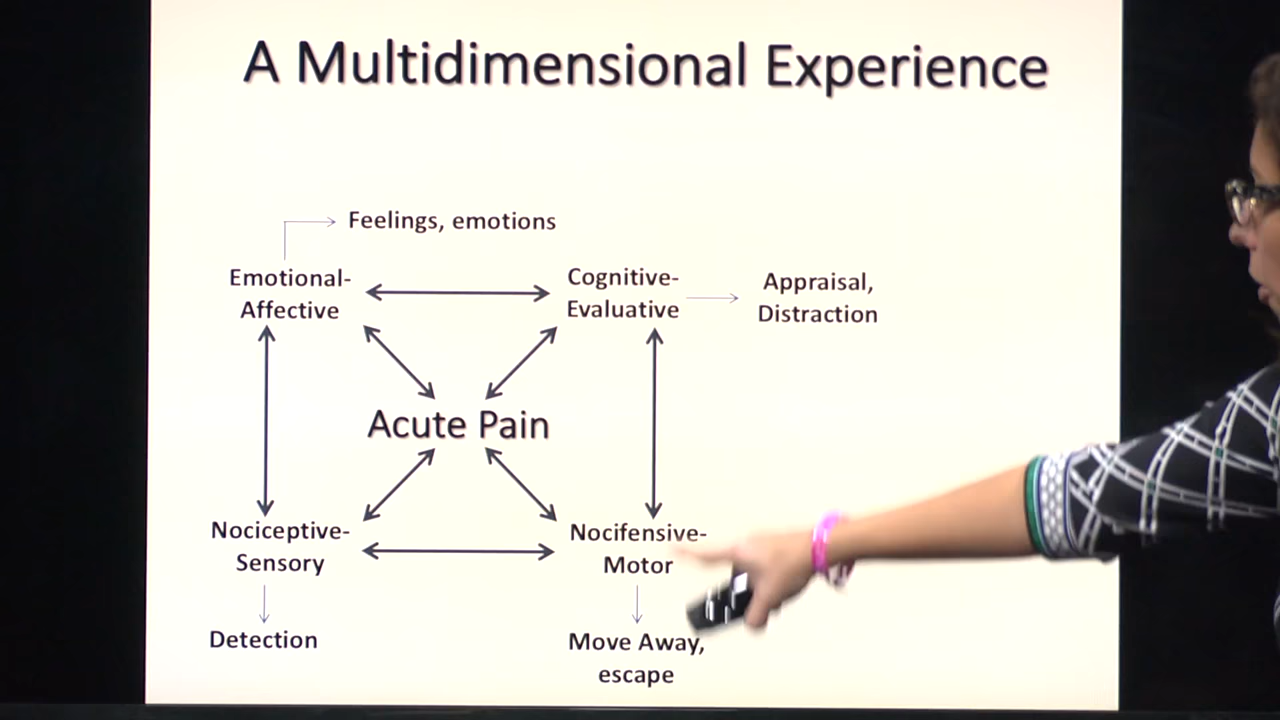 A Multidimensional Experience
Feelings, emotions
Emotional-
Affective
Cognitive-
Evaluative
Appraisal,
Distraction
Acute Pain
Nociceptive-
Sensory
Nocifensive-
Motor
Detection
Move Away,
escape